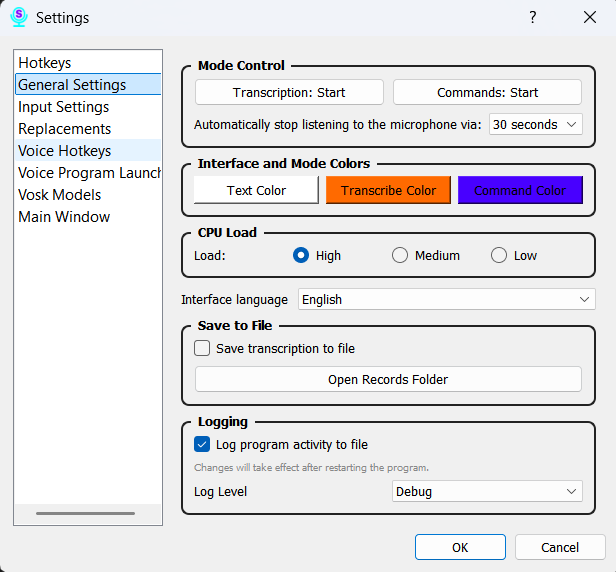 S
Settings
?
Hotkeys
General Settings
Input Settings
Replacements
Voice Hotkeys
Voice Program Launch
Vosk Models
Main Window
Mode Control
Transcription: Start
Commands: Start
Automatically stop listening to the microphone via:
30 seconds
Interface and Mode Colors
Text Color
Transcribe Color
Command Color
CPU Load
Load:
High
Medium
Low
Interface language
English
Save to File
Save transcription to file
Open Records Folder
Logging
Log program activity to file
Changes will take effect after restarting the program.
Log Level
Debug
OK
Cancel